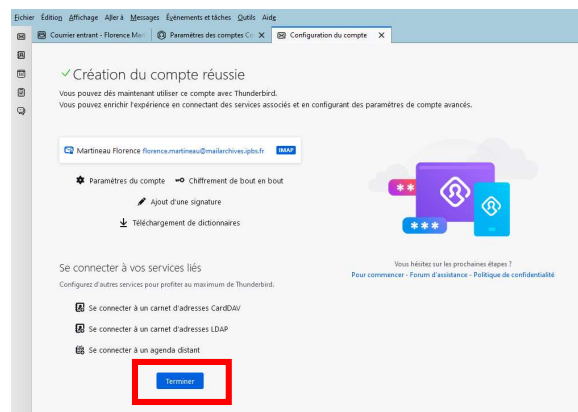 Fichier Édition Affichage Aller à Messages Évènements et tâches Outils Aide
Courrier entrant - Florence Mart Paramètres des comptes Co Configuration du compte
Création du compte réussie
Vous pouvez dès maintenant utiliser ce compte avec Thunderbird.
Vous pouvez enrichir l'expérience en connectant des services associés et en configurant des paramètres de compte avancés.
Martineau Florence florence.martineau@mailarchives.ipbs.fr IMAP
Paramètres du compte Chiffrement de bout en bout
Ajout d'une signature
Téléchargement de dictionnaires
***
***
Vous hésitez sur les prochaines étapes ?
Pour commencer - Forum d'assistance - Politique de confidentialité
Se connecter à vos services liés
Configurez d'autres services pour profiter au maximum de Thunderbird.
Se connecter à un carnet d'adresses CardDAV
Se connecter à un carnet d'adresses LDAP
Se connecter à un agenda distant
Terminer